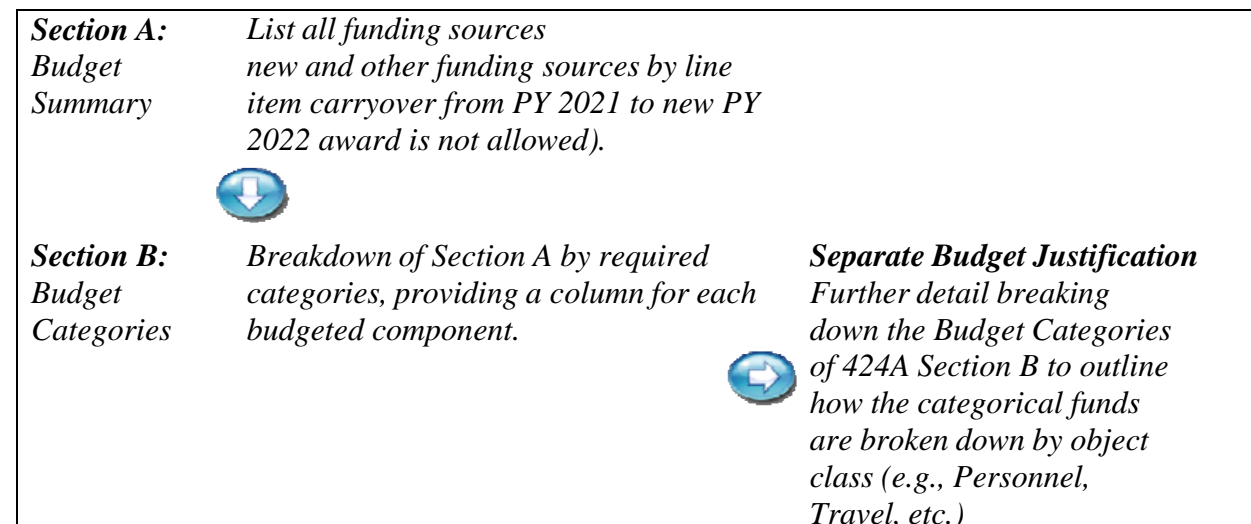 Section A: List all funding sources
Budget new and other funding sources by line
Summary item carryover from PY 2021 to new PY
2022 award is not allowed).
Section B: Breakdown of Section A by required
Budget categories, providing a column for each
Categories budgeted component.
Separate Budget Justification
Further detail breaking
down the Budget Categories
of 424A Section B to outline
how the categorical funds
are broken down by object
class (e.g., Personnel,
Travel, etc.)